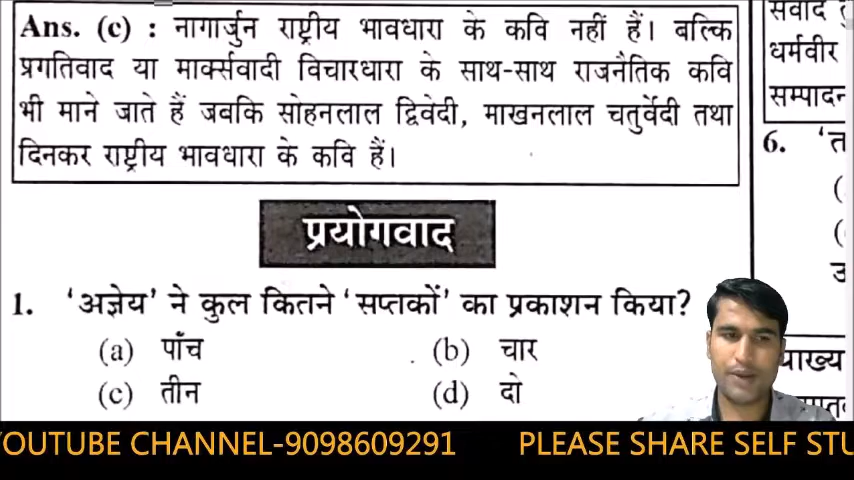 Ans. (c) : नागार्जुन राष्ट्रीय भावधारा के कवि नहीं हैं। बल्कि
प्रगतिवाद या मार्क्सवादी विचारधारा के साथ-साथ राजनैतिक कवि
भी माने जाते हैं जवकि सोहनलाल द्विवेदी, माखनलाल चतुर्वेदी तथा
दिनकर राष्ट्रीय भावधारा के कवि हैं।
प्रयोगवाद
1. 'अज्ञेय' ने कुल कितने 'सप्तकों' का प्रकाशन किया?
(a) पाँच (b) चार
(c) तीन (d) दो
संवाद
धर्मवीर
सम्पादन
6.
YOUTUBE CHANNEL-9098609291 PLEASE SHARE SELF STU